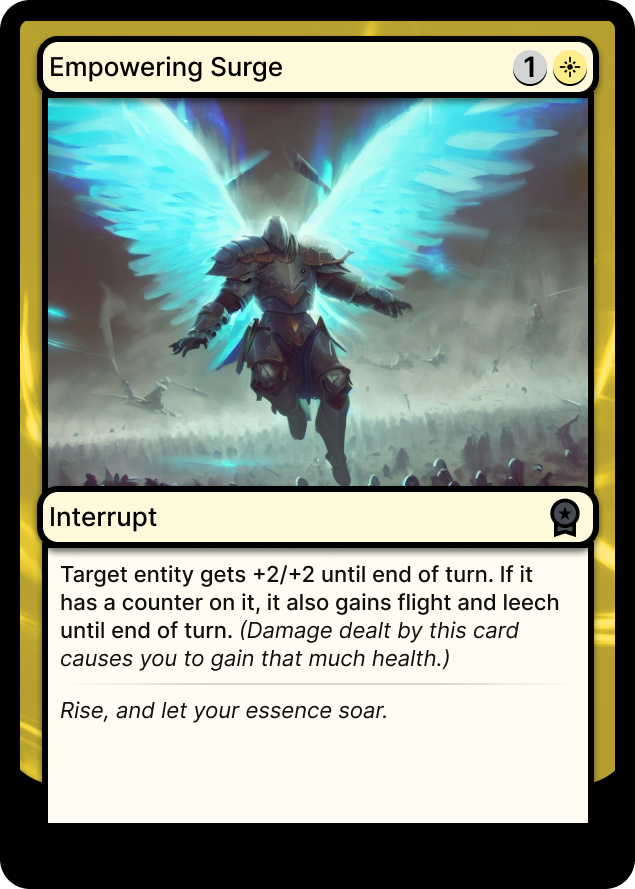 Empowering Surge 1
Interrupt
Target entity gets +2/+2 until end of turn. If it
has a counter on it, it also gains flight and leech
until end of turn. (Damage dealt by this card
causes you to gain that much health.)
Rise, and let your essence soar.